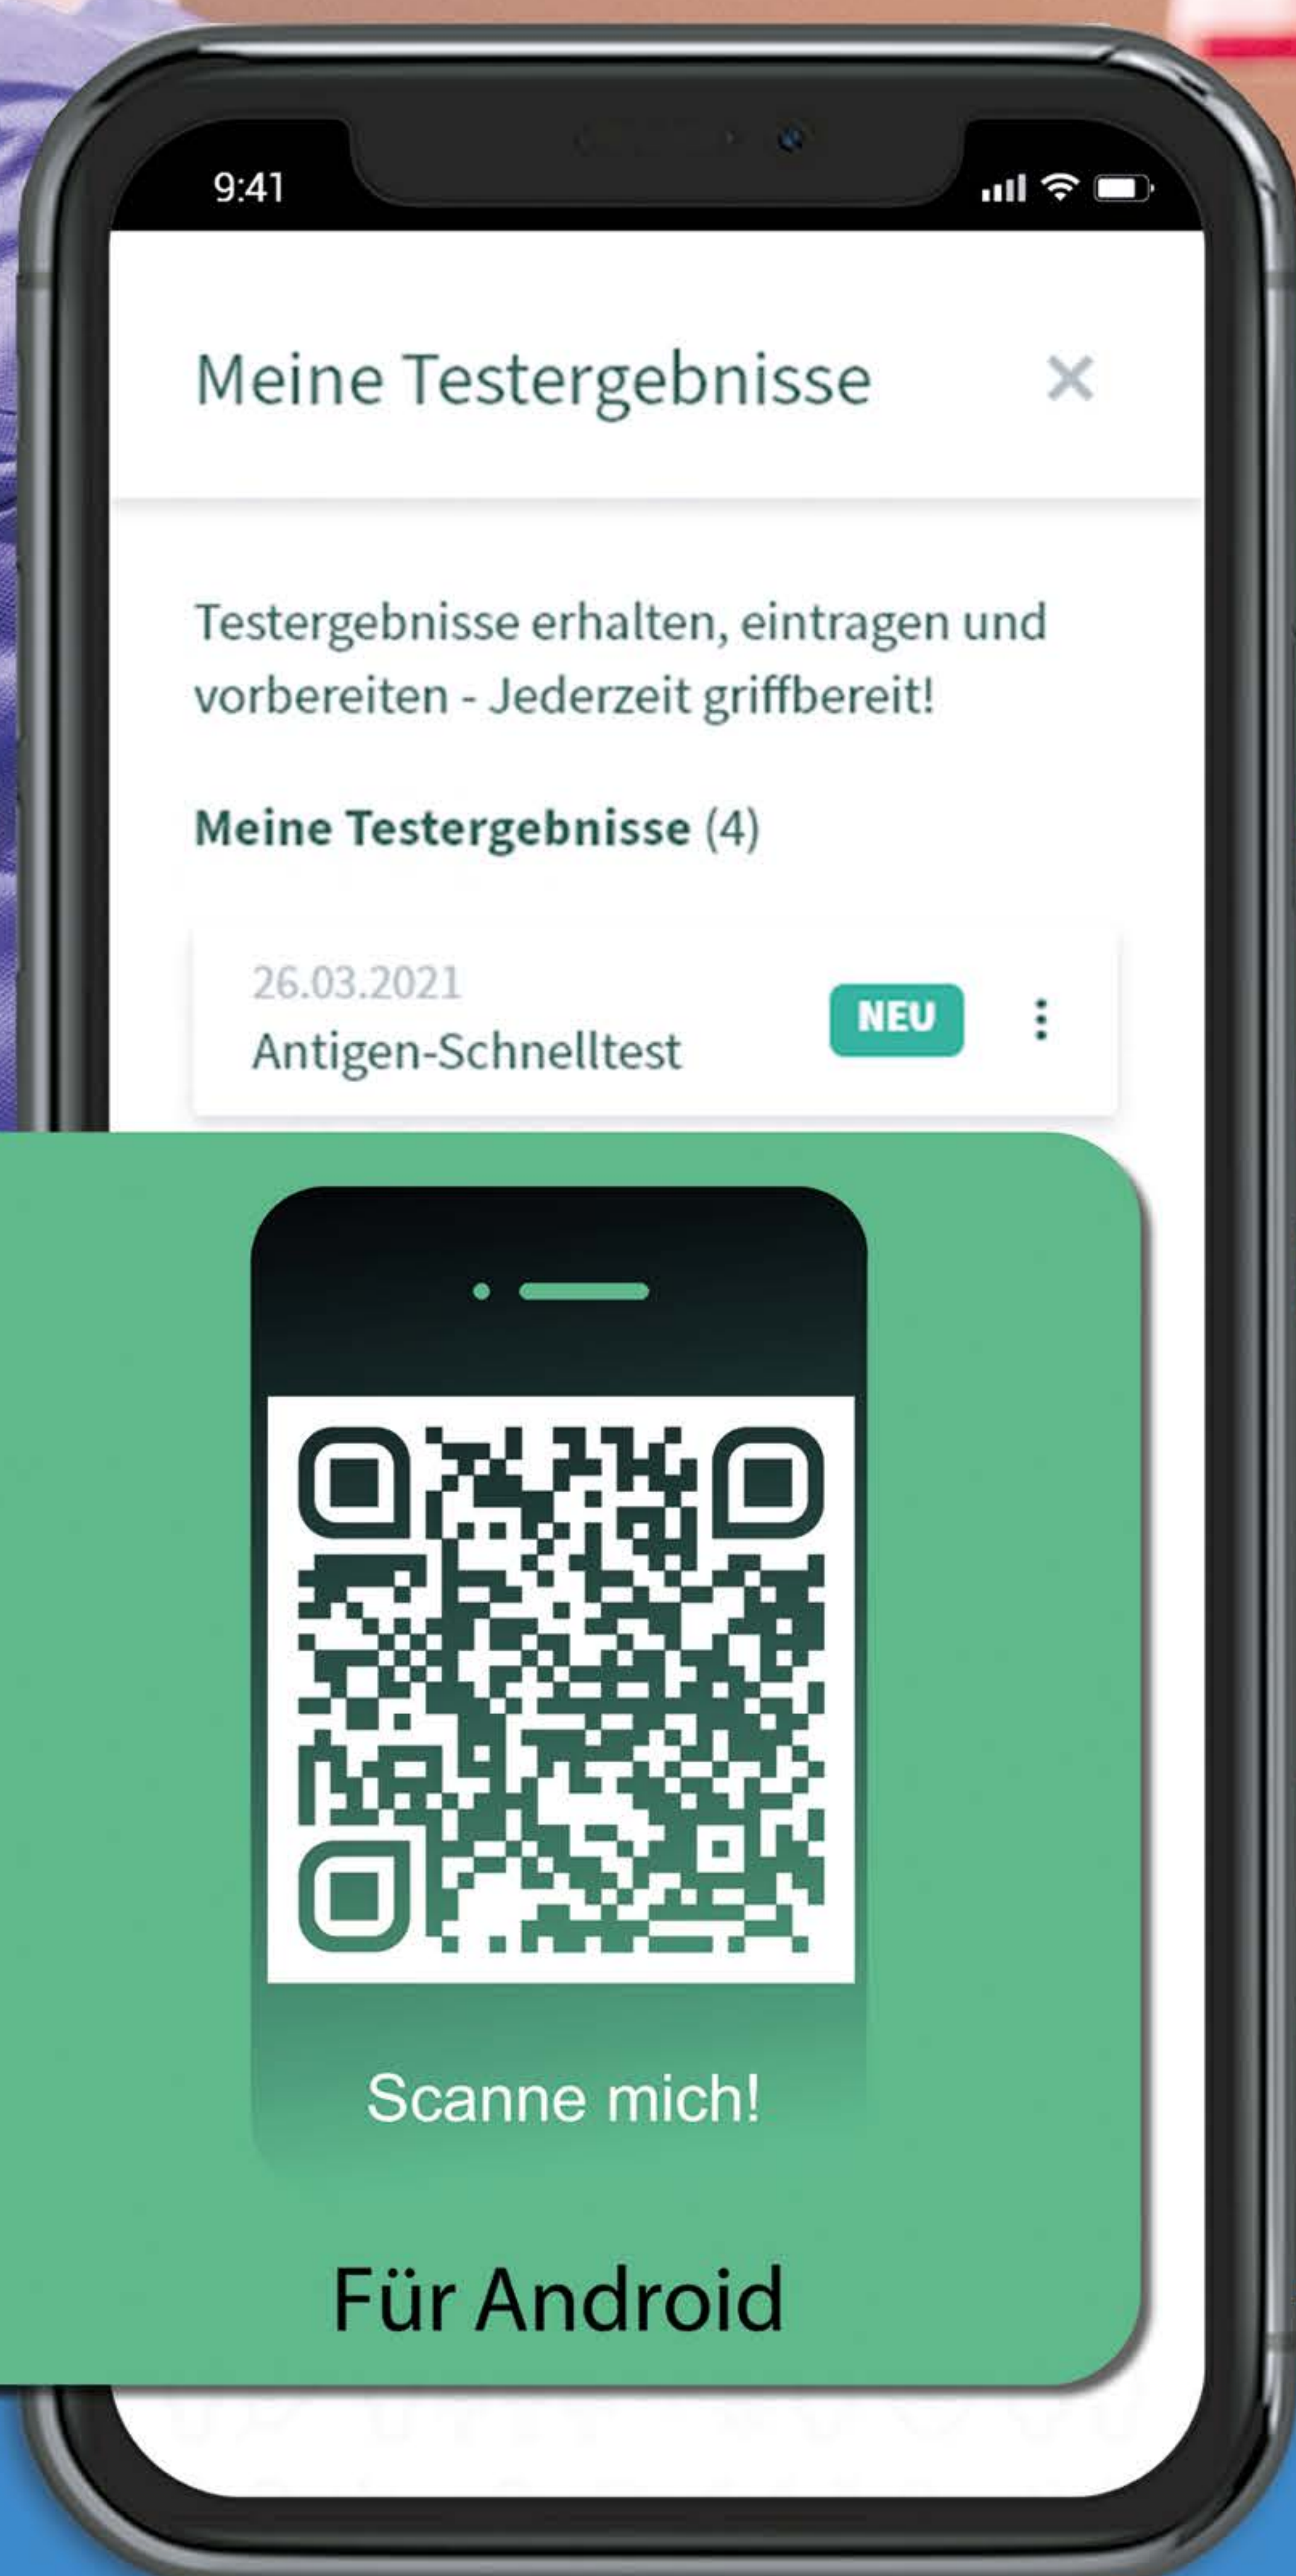 9:41
Meine Testergebnisse
Testergebnisse erhalten, eintragen und
vorbereiten - Jederzeit griffbereit!
Meine Testergebnisse (4)
26.03.2021
Antigen-Schnelltest
NEU
Scanne mich!
Für Android